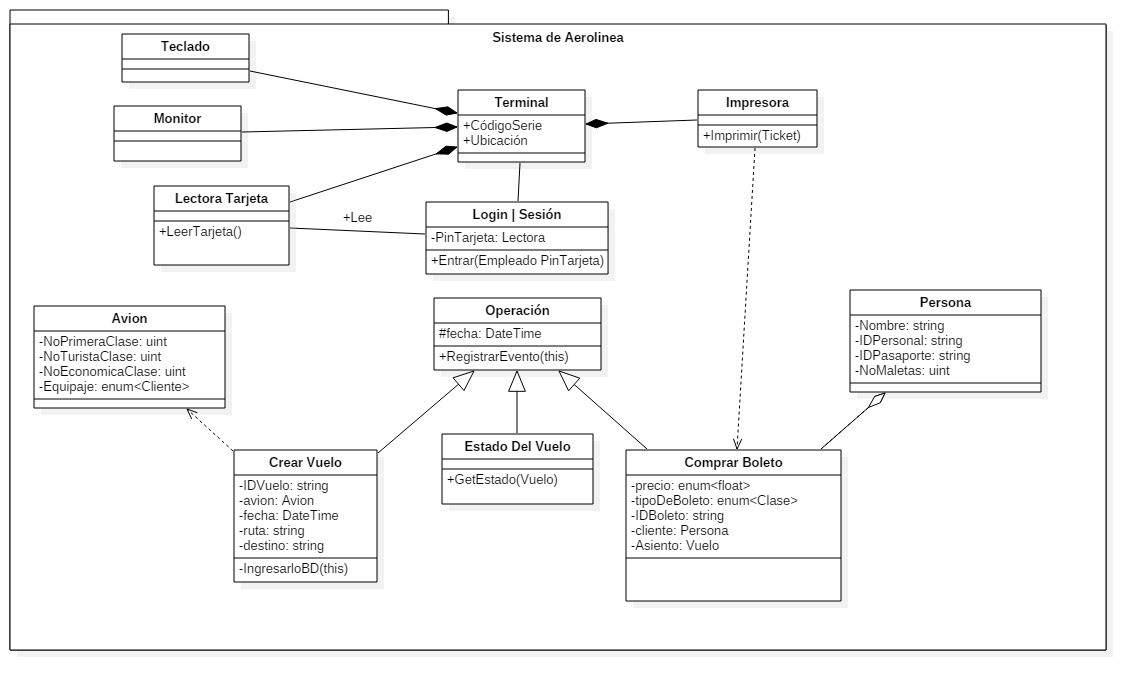 Sistema de Aerolinea
Teclado
Monitor
Terminal
+CódigoSerie
+Ubicación
Impresora
+Imprimir(Ticket)
Lectora Tarjeta
+LeerTarjeta()
+Lee
Login | Sesión
-PinTarjeta: Lectora
+Entrar(Empleado PinTarjeta)
Avion
-NoPrimeraClase: uint
-NoTuristaClase: uint
-NoEconomicaClase: uint
-Equipaje: enum<Cliente>
Operación
#fecha: DateTime
+RegistrarEvento(this)
Persona
-Nombre: string
-IDPersonal: string
-IDPasaporte: string
-NoMaletas: uint
Crear Vuelo
-IDVuelo: string
-avion: Avion
-fecha: DateTime
-ruta: string
-destino: string
-IngresarloBD(this)
Estado Del Vuelo
+GetEstado(Vuelo)
Comprar Boleto
-precio: enum<float>
-tipoDeBoleto: enum<Clase>
-IDBoleto: string
-cliente: Persona
-Asiento: Vuelo